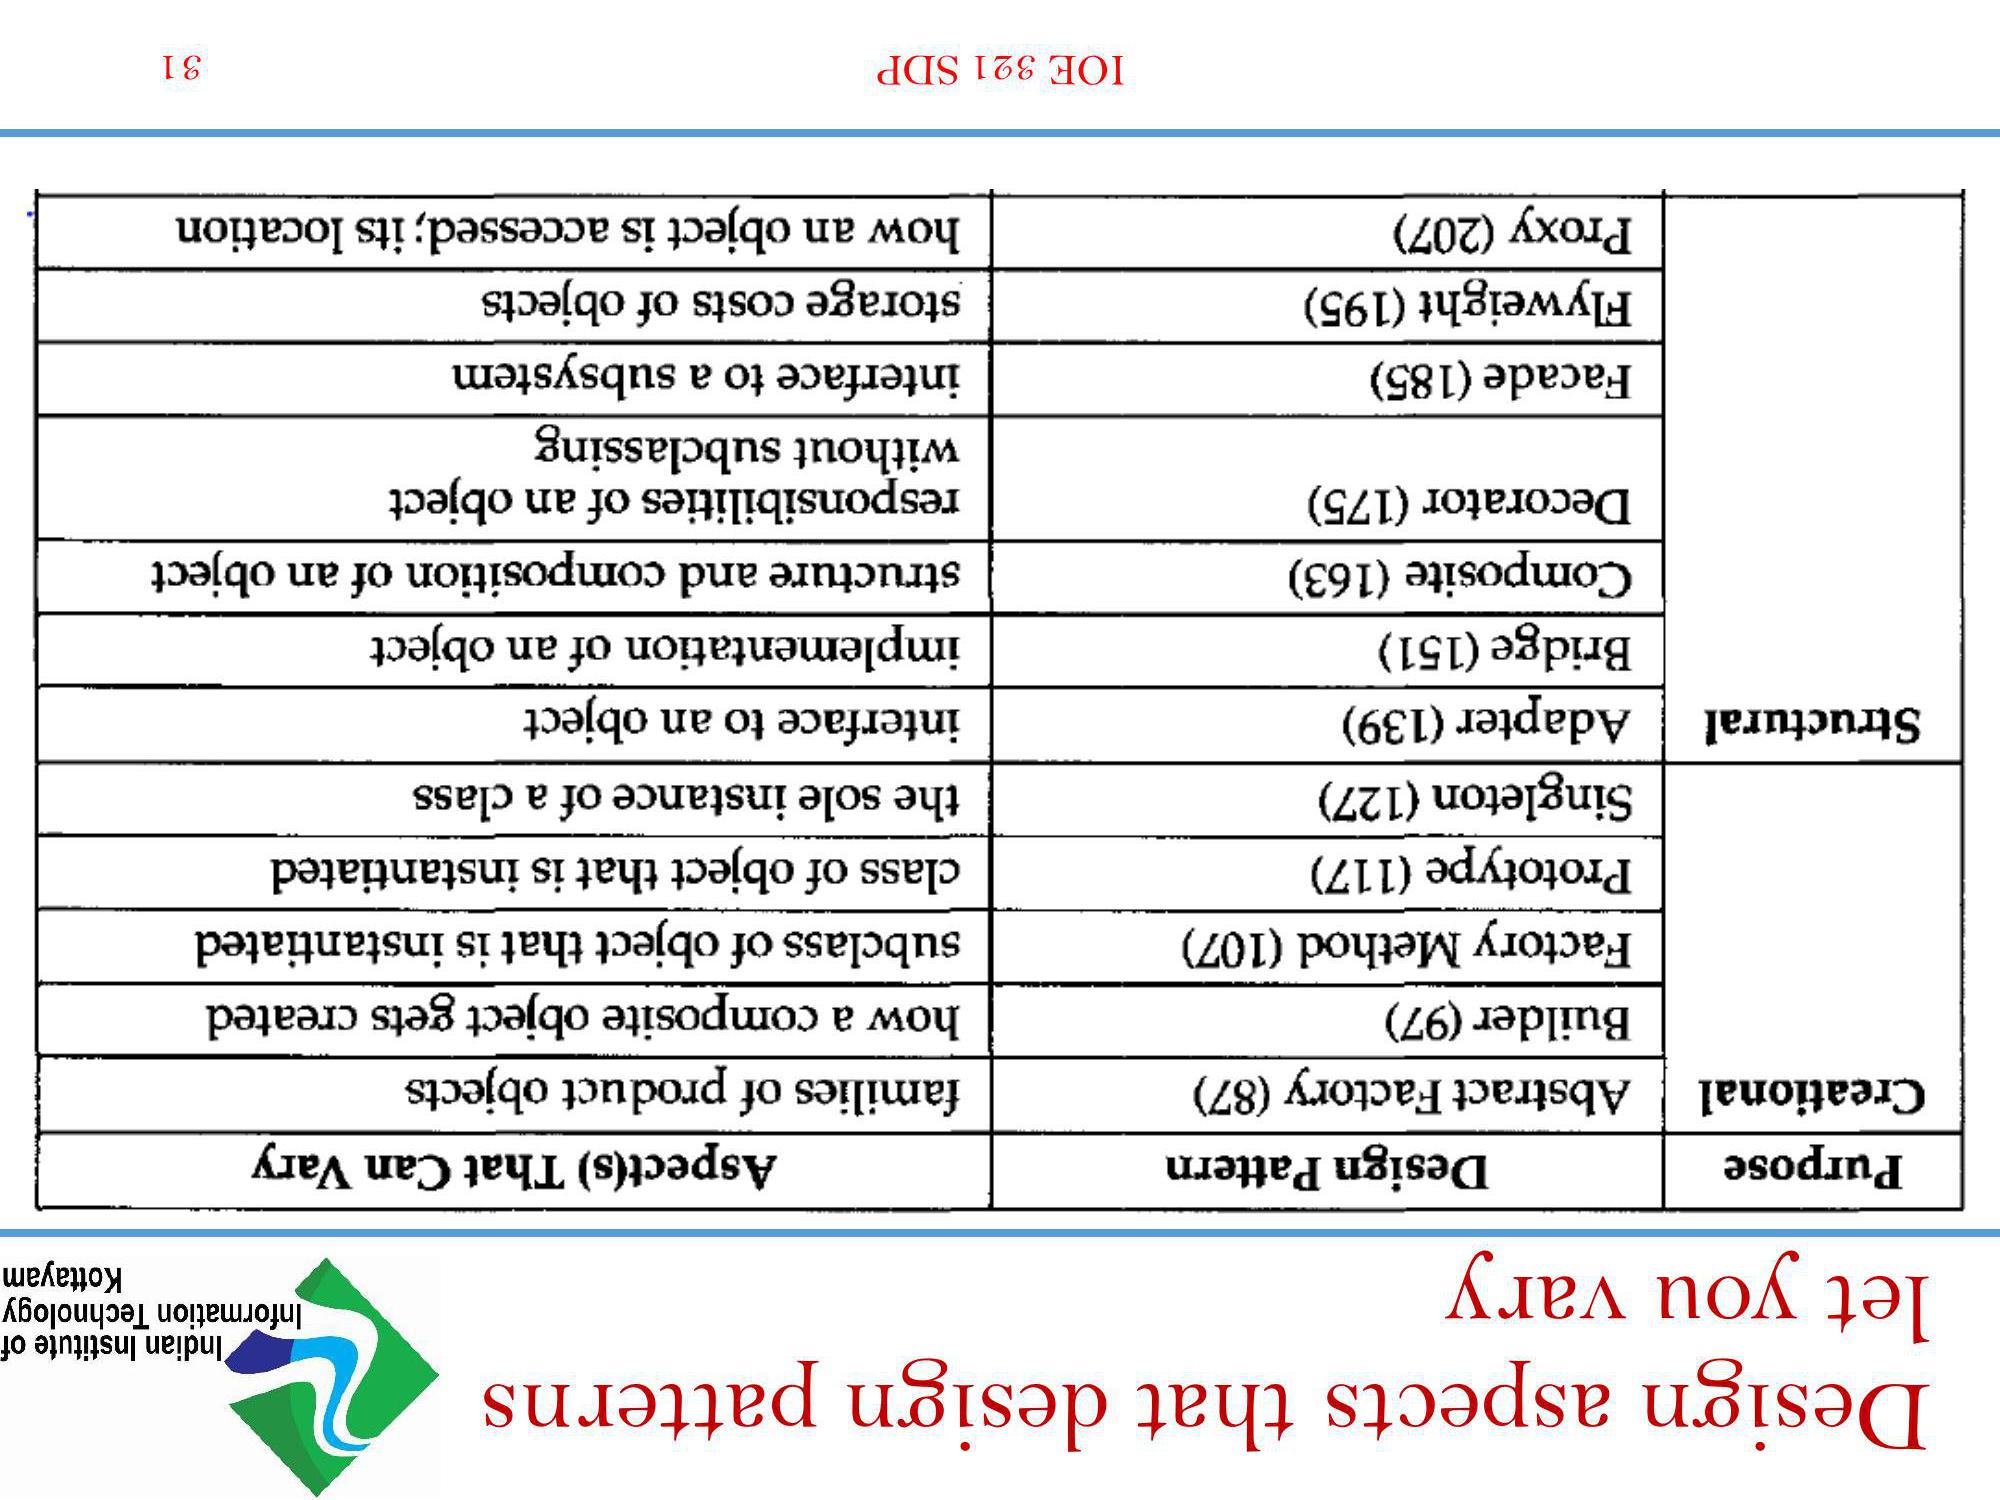 Design aspects that design patterns
let you vary
Indian Institute of
Information Technology
Kottayam
Purpose Design Pattern Aspect(s) That Can Vary
Creational Abstract Factory (87) families of product objects
Builder (97) how a composite object gets created
Factory Method (107) subclass of object that is instantiated
Prototype (117) class of object that is instantiated
Singleton (127) the sole instance of a class
Structural Adapter (139) interface to an object
Bridge (151) implementation of an object
Composite (163) structure and composition of an object
Decorator (175) responsibilities of an object
without subclassing
Facade (185) interface to a subsystem
Flyweight (195) storage costs of objects
Proxy (207) how an object is accessed; its location
IOE 321 SDP
31